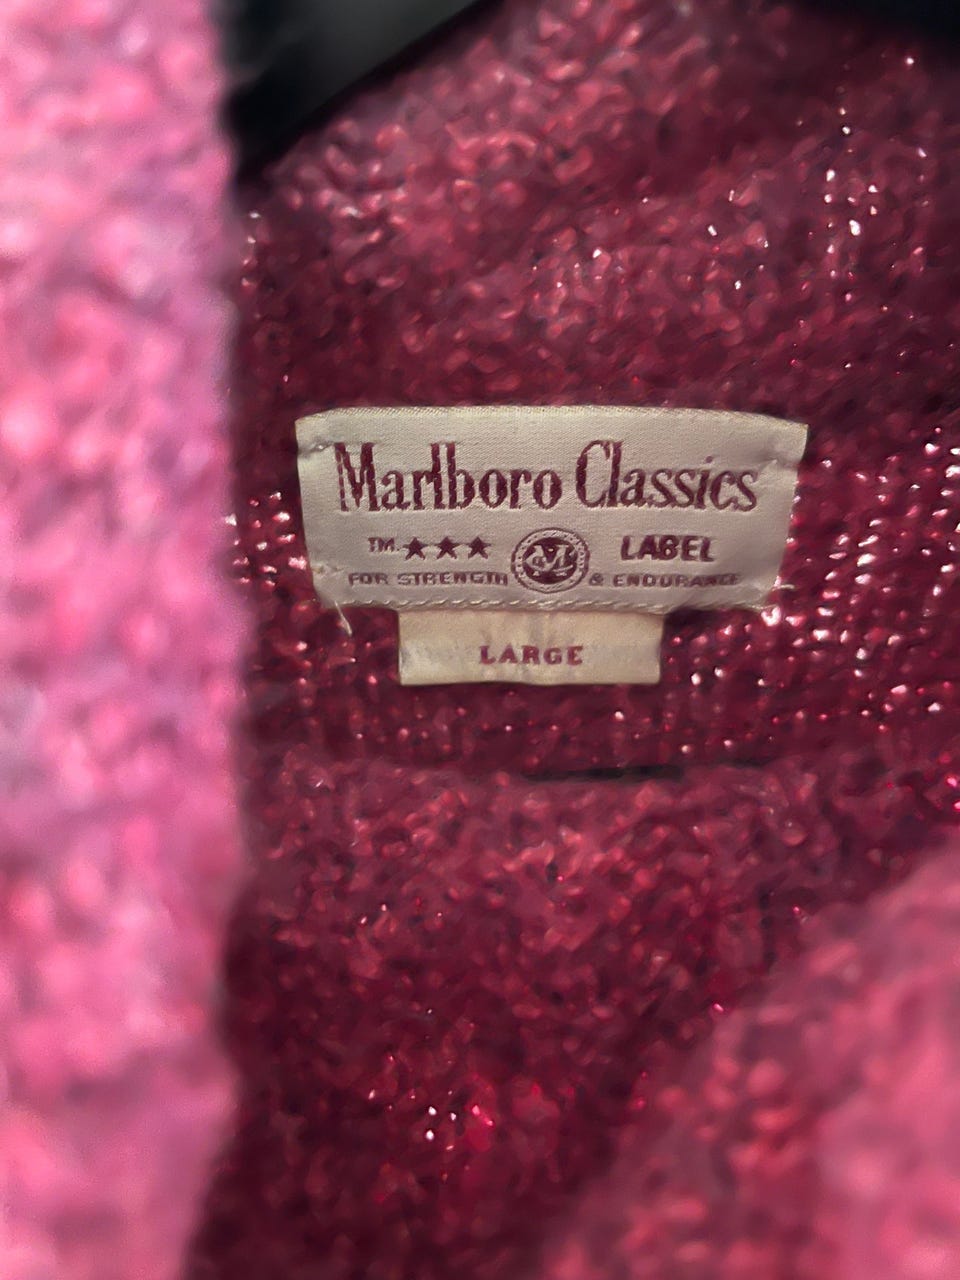 Marlboro Classics
TM ★★★ M LABEL
FOR STRENGTH & ENDURANCE
LARGE